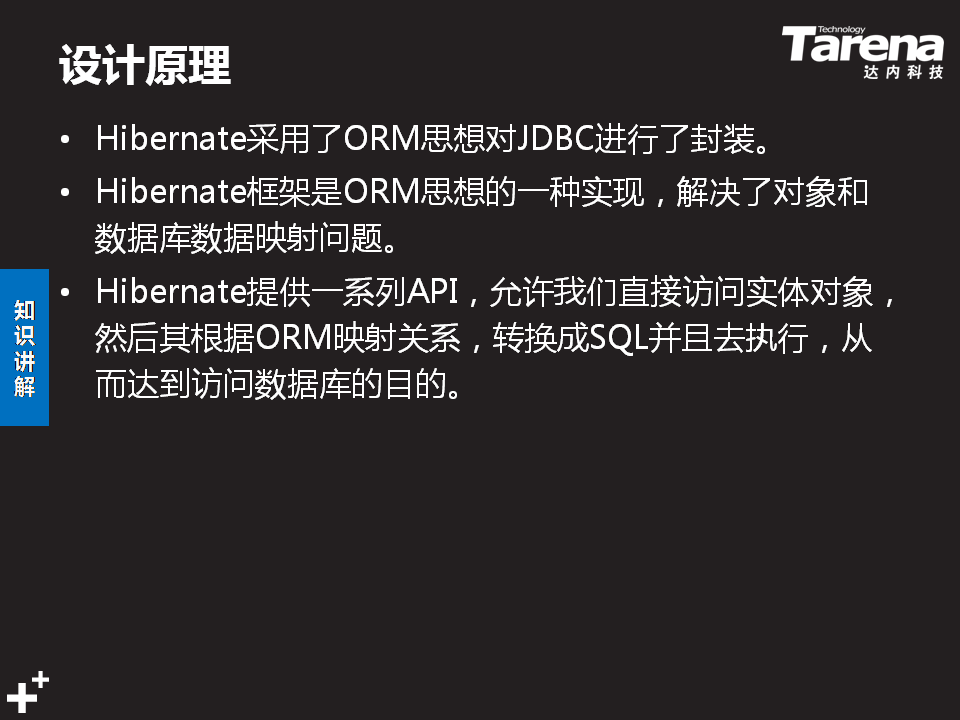 设计原理
Technology
Tarena
达内科技
• Hibernate采用了ORM思想对JDBC进行了封装。
• Hibernate框架是ORM思想的一种实现，解决了对象和
数据库数据映射问题。
• Hibernate提供一系列API，允许我们直接访问实体对象，
然后其根据ORM映射关系，转换成SQL并且去执行，从
而达到访问数据库的目的。
知
识
讲
解